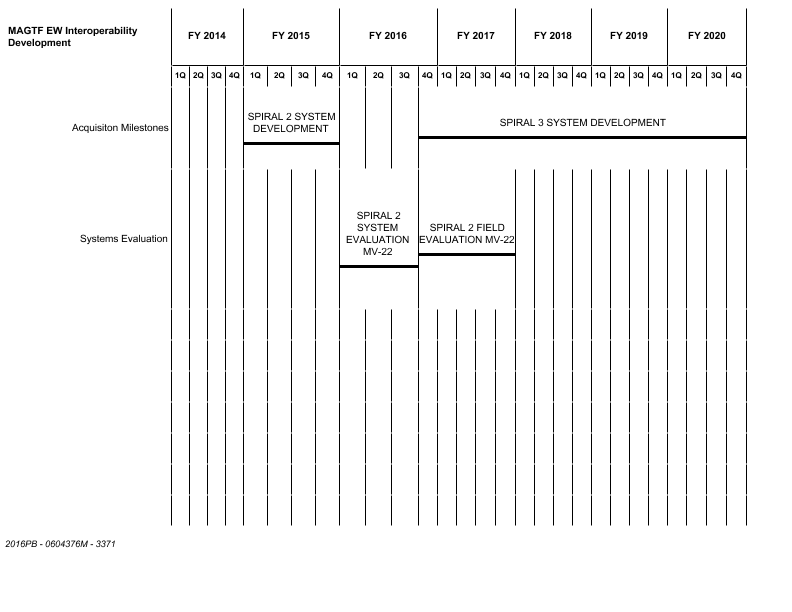 MAGTF EW Interoperability
Development
FY 2014 FY 2015 FY 2016 FY 2017 FY 2018 FY 2019 FY 2020
1Q 2Q 3Q 4Q 1Q 2Q 3Q 4Q 1Q 2Q 3Q 4Q 1Q 2Q 3Q 4Q 1Q 2Q 3Q 4Q 1Q 2Q 3Q 4Q 1Q 2Q 3Q 4Q
Acquisiton Milestones
SPIRAL 2 SYSTEM
DEVELOPMENT
SPIRAL 3 SYSTEM DEVELOPMENT
Systems Evaluation
SPIRAL 2
SYSTEM
EVALUATION
MV-22
SPIRAL 2 FIELD
EVALUATION MV-22
2016PB - 0604376M - 3371